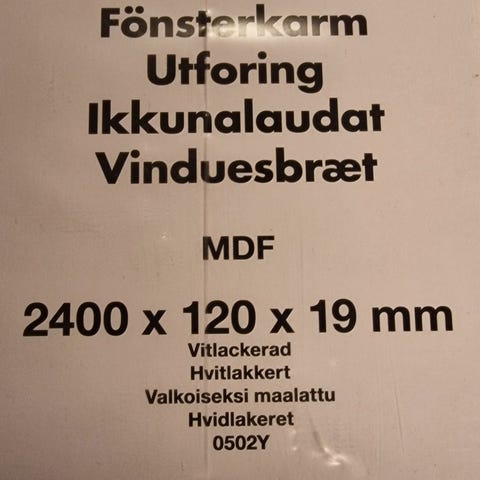 Fönsterkarm
Utforing
Ikkunalaudat
Vinduesbræt
MDF
2400 x 120 x 19 mm
Vitlackerad
Hvitlakkert
Valkoiseksi maalattu
Hvidlakeret
0502Y